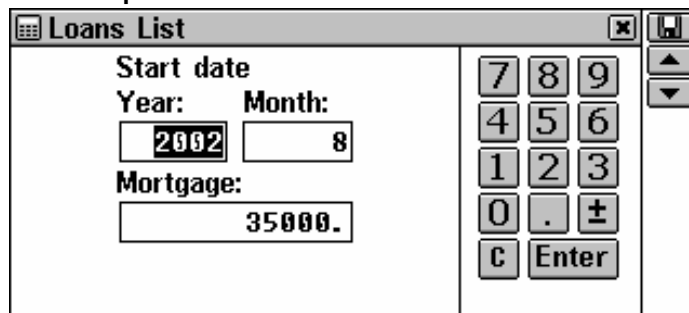 Loans List
Start date
Year: Month:
2002 8
Mortgage:
35000.
7 8 9
4 5 6
1 2 3
0 . ±
C Enter